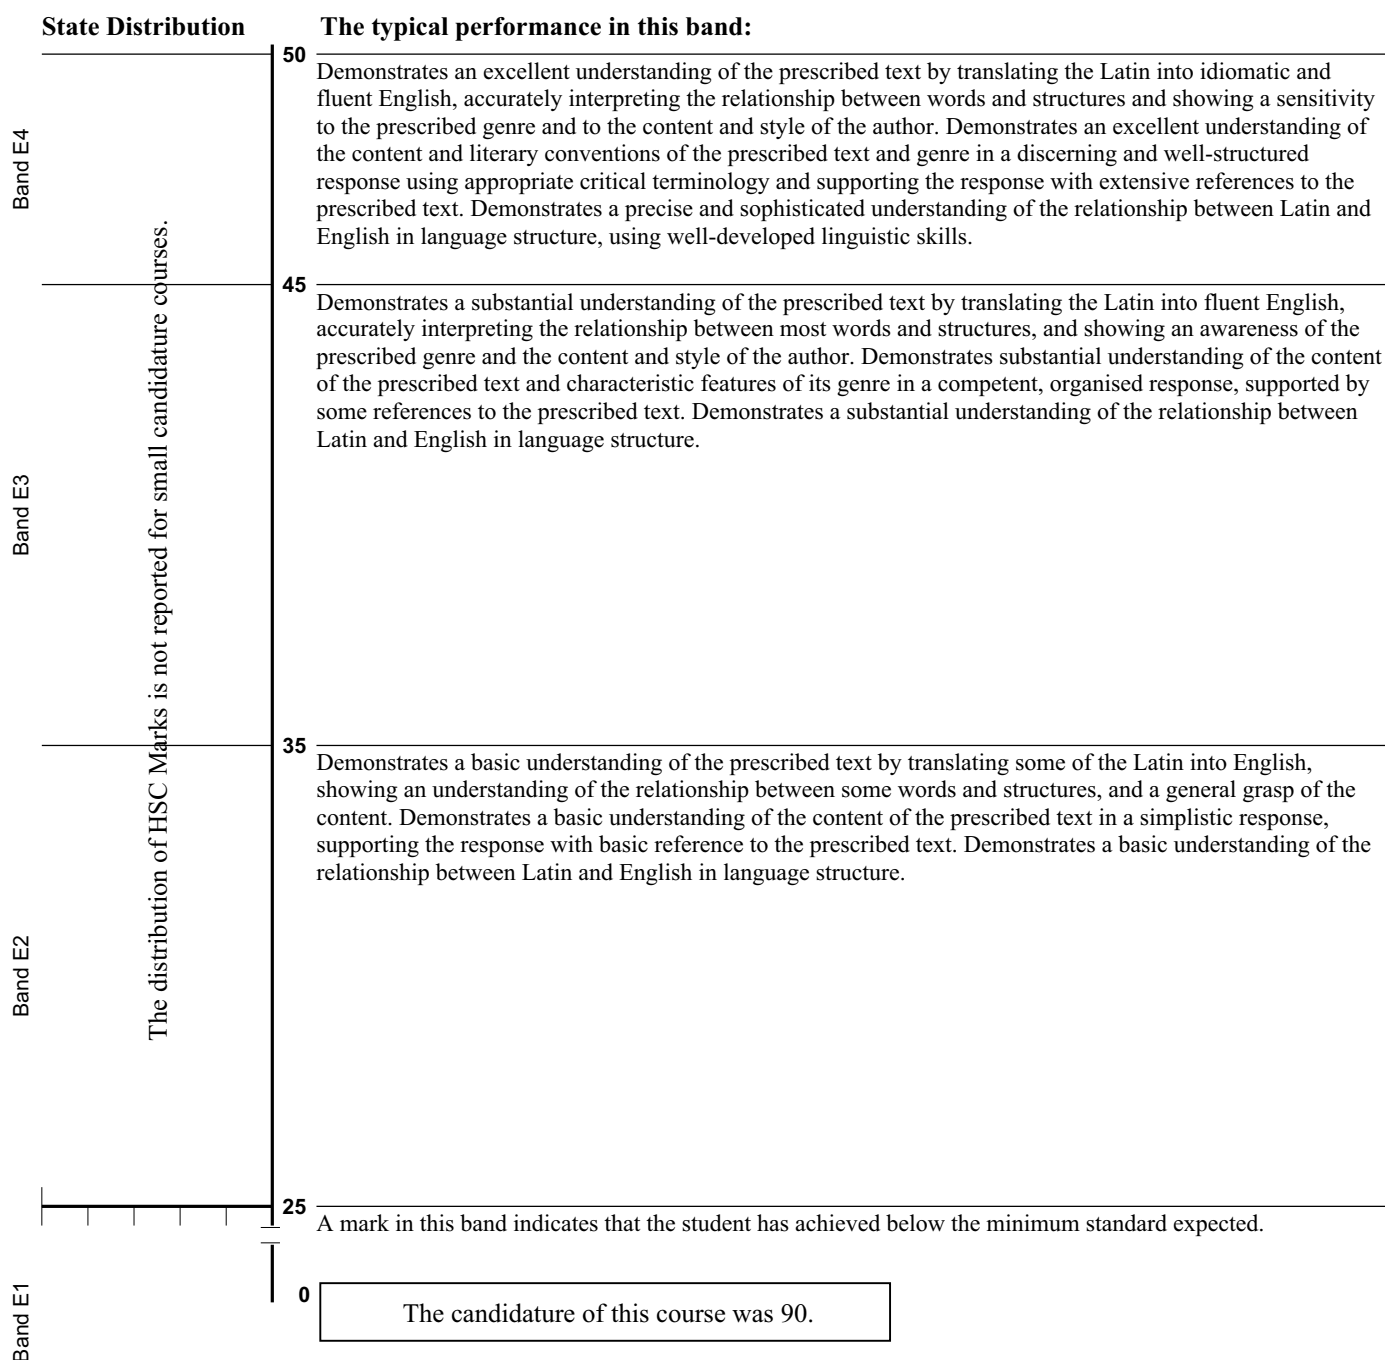 State Distribution
The typical performance in this band:
50
Demonstrates an excellent understanding of the prescribed text by translating the Latin into idiomatic and
fluent English, accurately interpreting the relationship between words and structures and showing a sensitivity
to the prescribed genre and to the content and style of the author. Demonstrates an excellent understanding of
the content and literary conventions of the prescribed text and genre in a discerning and well-structured
response using appropriate critical terminology and supporting the response with extensive references to the
prescribed text. Demonstrates a precise and sophisticated understanding of the relationship between Latin and
English in language structure, using well-developed linguistic skills.
Band E4
45
Demonstrates a substantial understanding of the prescribed text by translating the Latin into fluent English,
accurately interpreting the relationship between most words and structures, and showing an awareness of the
prescribed genre and the content and style of the author. Demonstrates substantial understanding of the content
of the prescribed text and characteristic features of its genre in a competent, organised response, supported by
some references to the prescribed text. Demonstrates a substantial understanding of the relationship between
Latin and English in language structure.
Band E3
The distribution of HSC Marks is not reported for small candidature courses.
35
Demonstrates a basic understanding of the prescribed text by translating some of the Latin into English,
showing an understanding of the relationship between some words and structures, and a general grasp of the
content. Demonstrates a basic understanding of the content of the prescribed text in a simplistic response,
supporting the response with basic reference to the prescribed text. Demonstrates a basic understanding of the
relationship between Latin and English in language structure.
Band E2
25
A mark in this band indicates that the student has achieved below the minimum standard expected.
0
Band E1
The candidature of this course was 90.